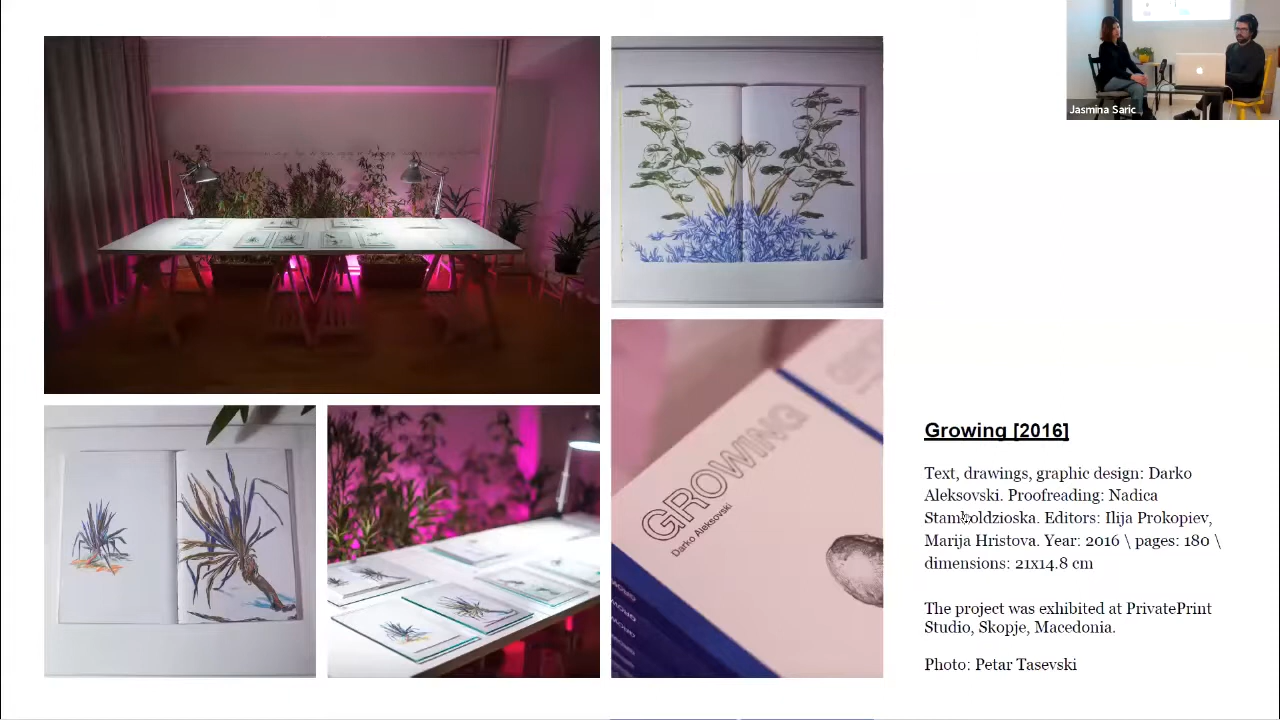 Jasmina Saric
GROWING
Darko Aleksovski
Growing [2016]
Text, drawings, graphic design: Darko
Aleksovski. Proofreading: Nadica
Stamboldzioska. Editors: Ilija Prokopiev,
Marija Hristova. Year: 2016 \ pages: 180 \
dimensions: 21x14.8 cm
The project was exhibited at PrivatePrint
Studio, Skopje, Macedonia.
Photo: Petar Tasevski